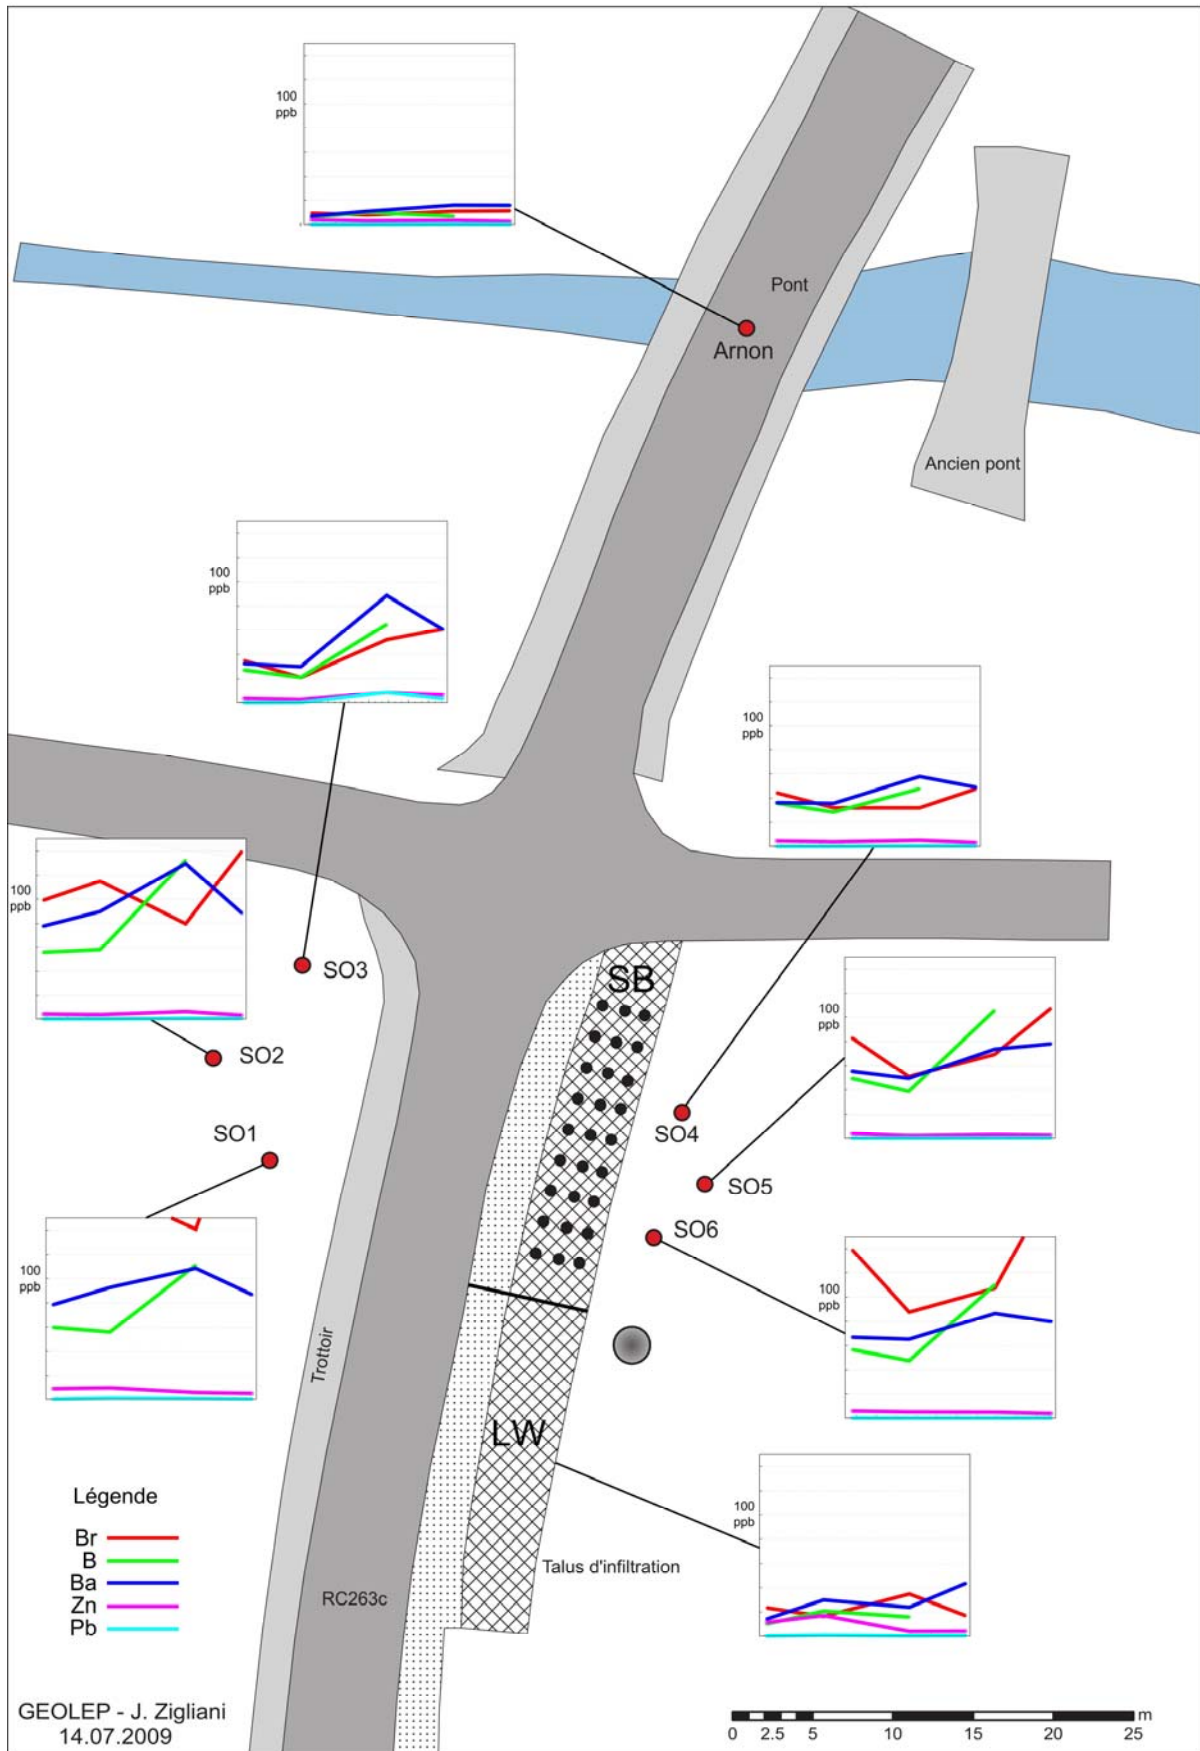 100
ppb
Pont
Arnon
Ancien pont
100
ppb
100
ppb
100
ppb
SO3
SB
100
ppb
SO2
SO4
SO1
SO5
SO6
100
ppb
100
ppb
Trottoir
LW
100
ppb
Légende
Br
B
Ba
Zn
Pb
Talus d'infiltration
RC263c
GEOLEP - J. Zigliani
14.07.2009
m
0 2.5 5 10 15 20 25